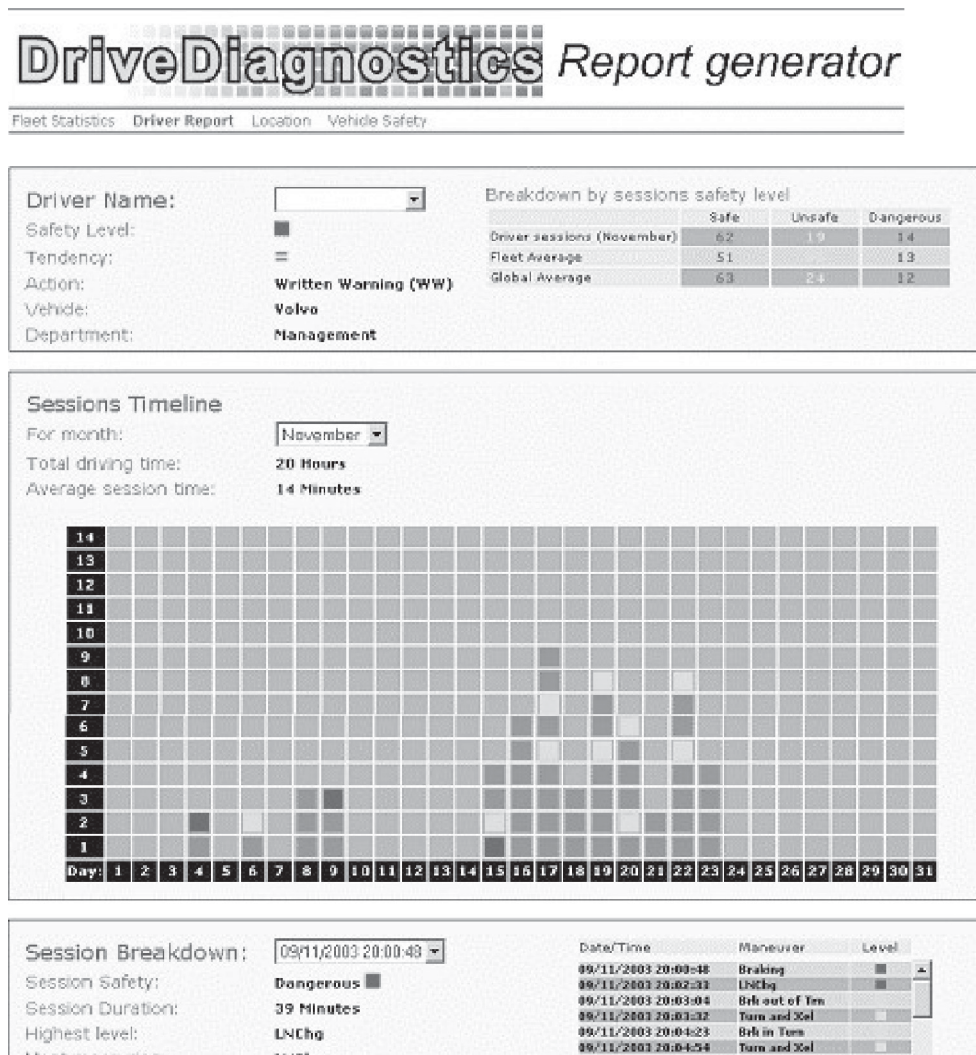 DriveDiagnostics Report generator
Fleet Statistics Driver Report Location Vehicle Safety
Driver Name:
Safety Level:
Tendency: =
Action: Written Warning (WW)
Vehicle: Volvo
Department: Management
Breakdown by sessions safety level
Safe Unsafe Dangerous
Driver sessions (November) 62 19 14
Fleet Average 51 13
Global Average 63 24 12
Sessions Timeline
For month: November
Total driving time: 20 Hours
Average session time: 14 Minutes
14
13
12
11
10
9
8
7
6
5
4
3
2
1
Day: 1 2 3 4 5 6 7 8 9 10 11 12 13 14 15 16 17 18 19 20 21 22 23 24 25 26 27 28 29 30 31
Session Breakdown: 09/11/2003 20:00:48
Session Safety: Dangerous
Session Duration: 39 Minutes
Highest level: LNChg
Date/Time Maneuver Level
09/11/2003 20:00:48 Braking
09/11/2003 20:02:33 LNChg
09/11/2003 20:03:04 Brk out of Trn
09/11/2003 20:03:32 Turn and Xel
09/11/2003 20:04:23 Brk in Turn
09/11/2003 20:04:54 Turn and Xel